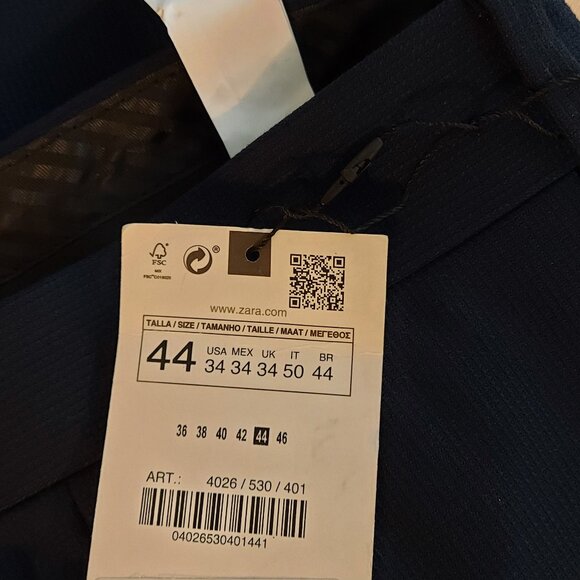 FSC
MIX
®
www.zara.com
TALLA / SIZE / TAMANHO / TAILLE / MAAT / ΜΕΓΕΘΟΣ
44 USA MEX UK IT BR
34 34 34 50 44
36 38 40 42 44 46
ART.: 4026 / 530 / 401
04026530401441